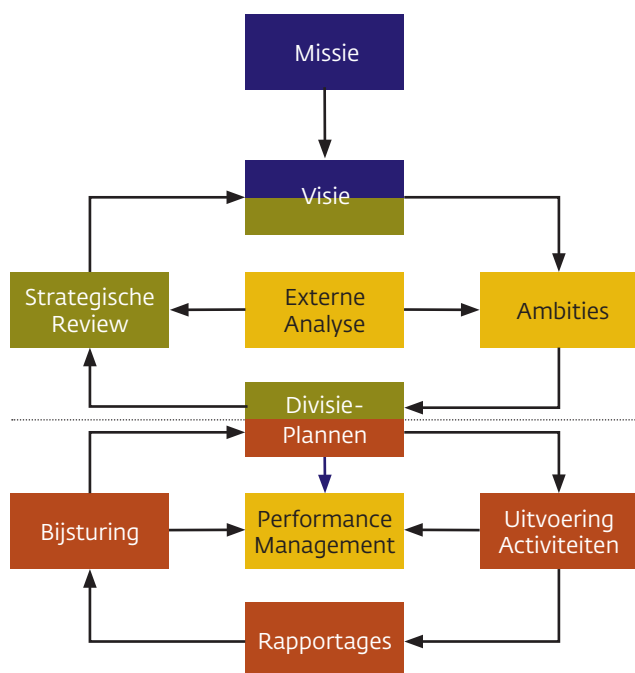 Missie
Visie
Strategische
Review
Externe
Analyse
Ambities
Divisie-
Plannen
Bijsturing
Performance
Management
Uitvoering
Activiteiten
Rapportages